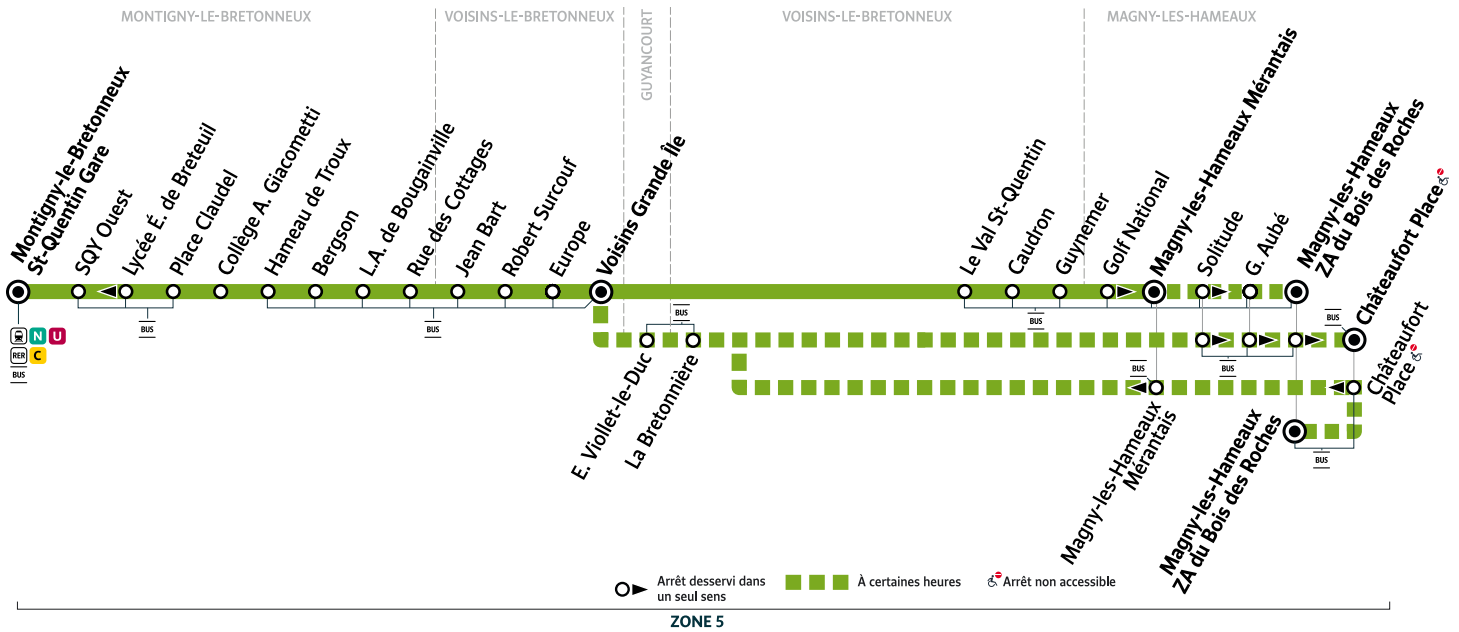 MONTIGNY-LE-BRETONNEUX
VOISINS-LE-BRETONNEUX
GUYANCOURT
VOISINS-LE-BRETONNEUX
MAGNY-LES-HAMEAUX
Montigny-le-Bretonneux
St-Quentin Gare
SQY Ouest
Lycée É. de Breteuil
Place Claudel
Collège A. Giacometti
Hameau de Troux
Bergson
L.A. de Bougainville
Rue des Cottages
Jean Bart
Robert Surcouf
Europe
Voisins Grande Île
Le Val St-Quentin
Caudron
Guynemer
Golf National
Magny-les-Hameaux Mérantais
Solitude
G. Aubé
Magny-les-Hameaux
ZA du Bois des Roches
Châteaufort Place
N U
RER C
BUS
BUS
BUS
BUS
BUS
BUS
BUS
BUS
BUS
E. Viollet-le-Duc
La Bretonnière
Châteaufort
Place
Magny-les-Hameaux
Mérantais
Magny-les-Hameaux
ZA du Bois des Roches
Arrêt desservi dans
un seul sens
À certaines heures
Arrêt non accessible
ZONE 5